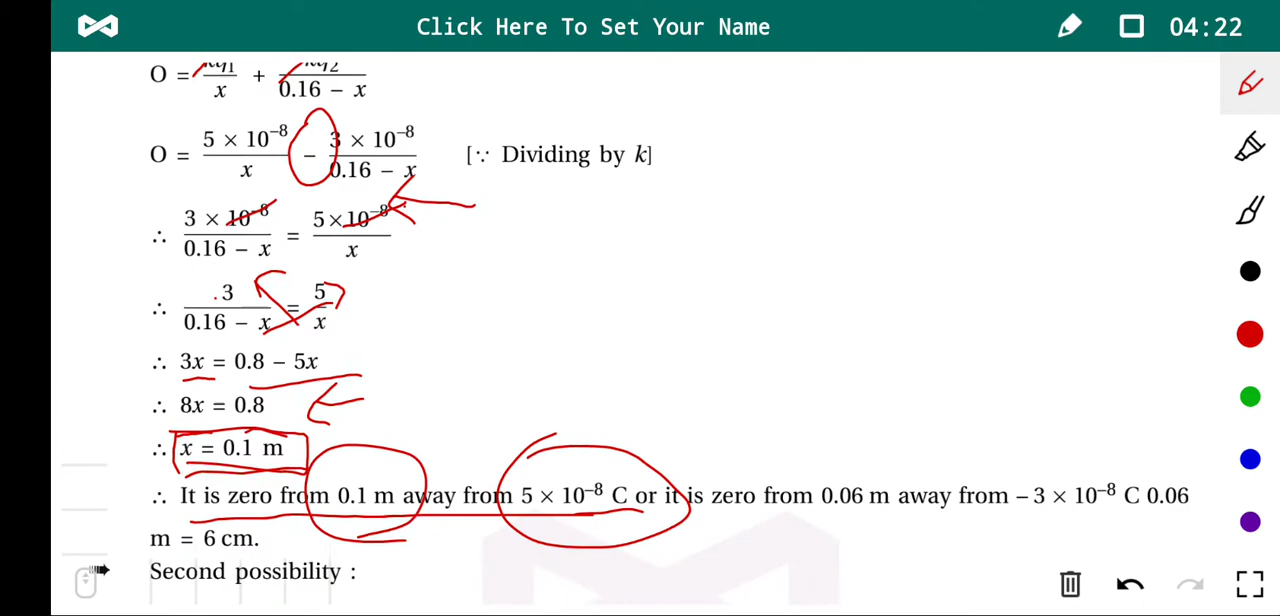 Click Here To Set Your Name
04:22
O = kq₁/x + kq₂/(0.16 – x)
O = (5 × 10⁻⁸)/x – (3 × 10⁻⁸)/(0.16 – x) [∵ Dividing by k]
∴ (3 × 10⁻⁸)/(0.16 – x) = (5 × 10⁻⁸)/x
∴ 3/(0.16 – x) = 5/x
∴ 3x = 0.8 – 5x
∴ 8x = 0.8
∴ x = 0.1 m
∴ It is zero from 0.1 m away from 5 × 10⁻⁸ C or it is zero from 0.06 m away from – 3 × 10⁻⁸ C 0.06
m = 6 cm.
Second possibility :